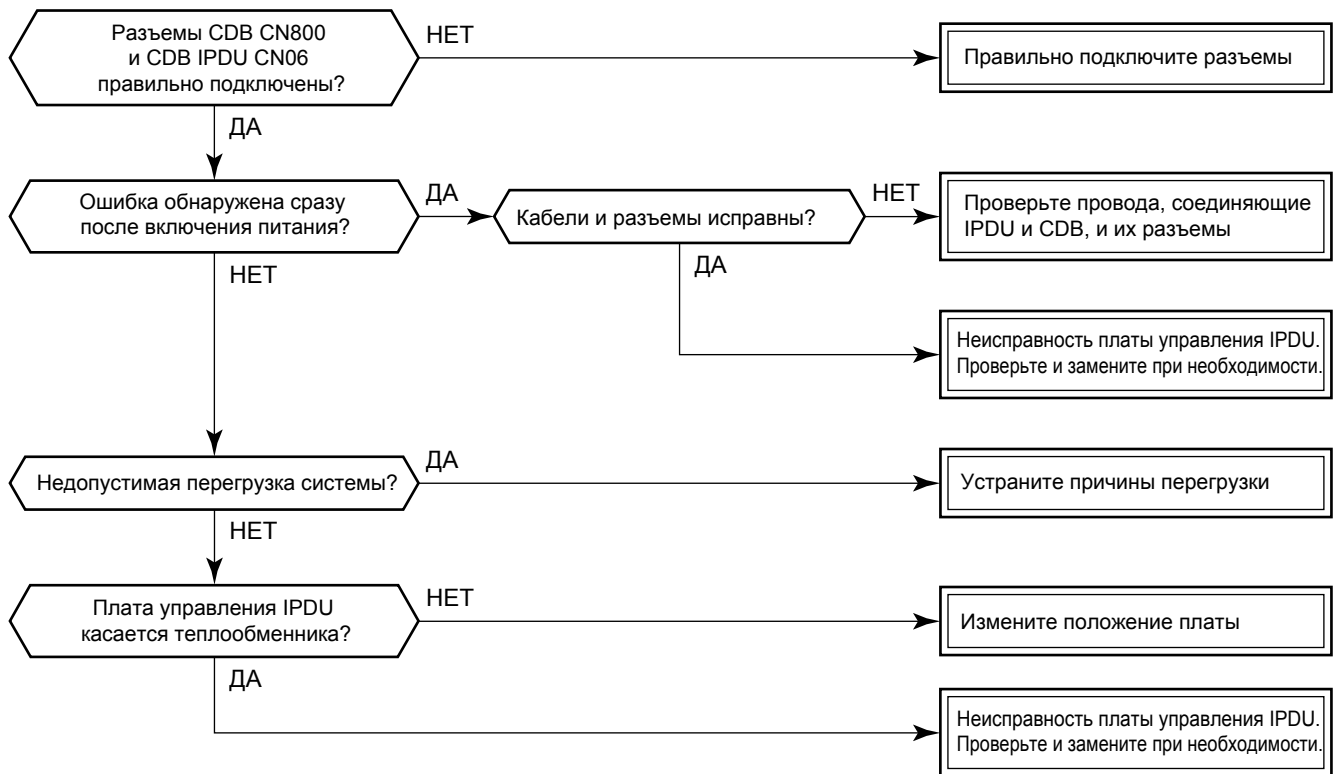 Разъемы CDB CN800
и CDB IPDU CN06
правильно подключены?
НЕТ
Правильно подключите разъемы
ДА
Ошибка обнаружена сразу
после включения питания?
ДА
Кабели и разъемы исправны?
НЕТ
Проверьте провода, соединяющие
IPDU и CDB, и их разъемы
НЕТ
ДА
Неисправность платы управления IPDU.
Проверьте и замените при необходимости.
Недопустимая перегрузка системы?
ДА
Устраните причины перегрузки
НЕТ
Плата управления IPDU
касается теплообменника?
НЕТ
Измените положение платы
ДА
Неисправность платы управления IPDU.
Проверьте и замените при необходимости.